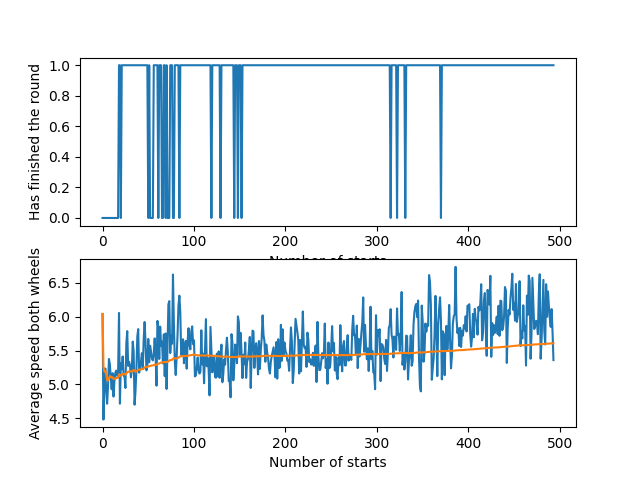 Has finished the round
1.0
0.8
0.6
0.4
0.2
0.0
0 100 200 300 400 500
Number of starts
Average speed both wheels
6.5
6.0
5.5
5.0
4.5
0 100 200 300 400 500
Number of starts